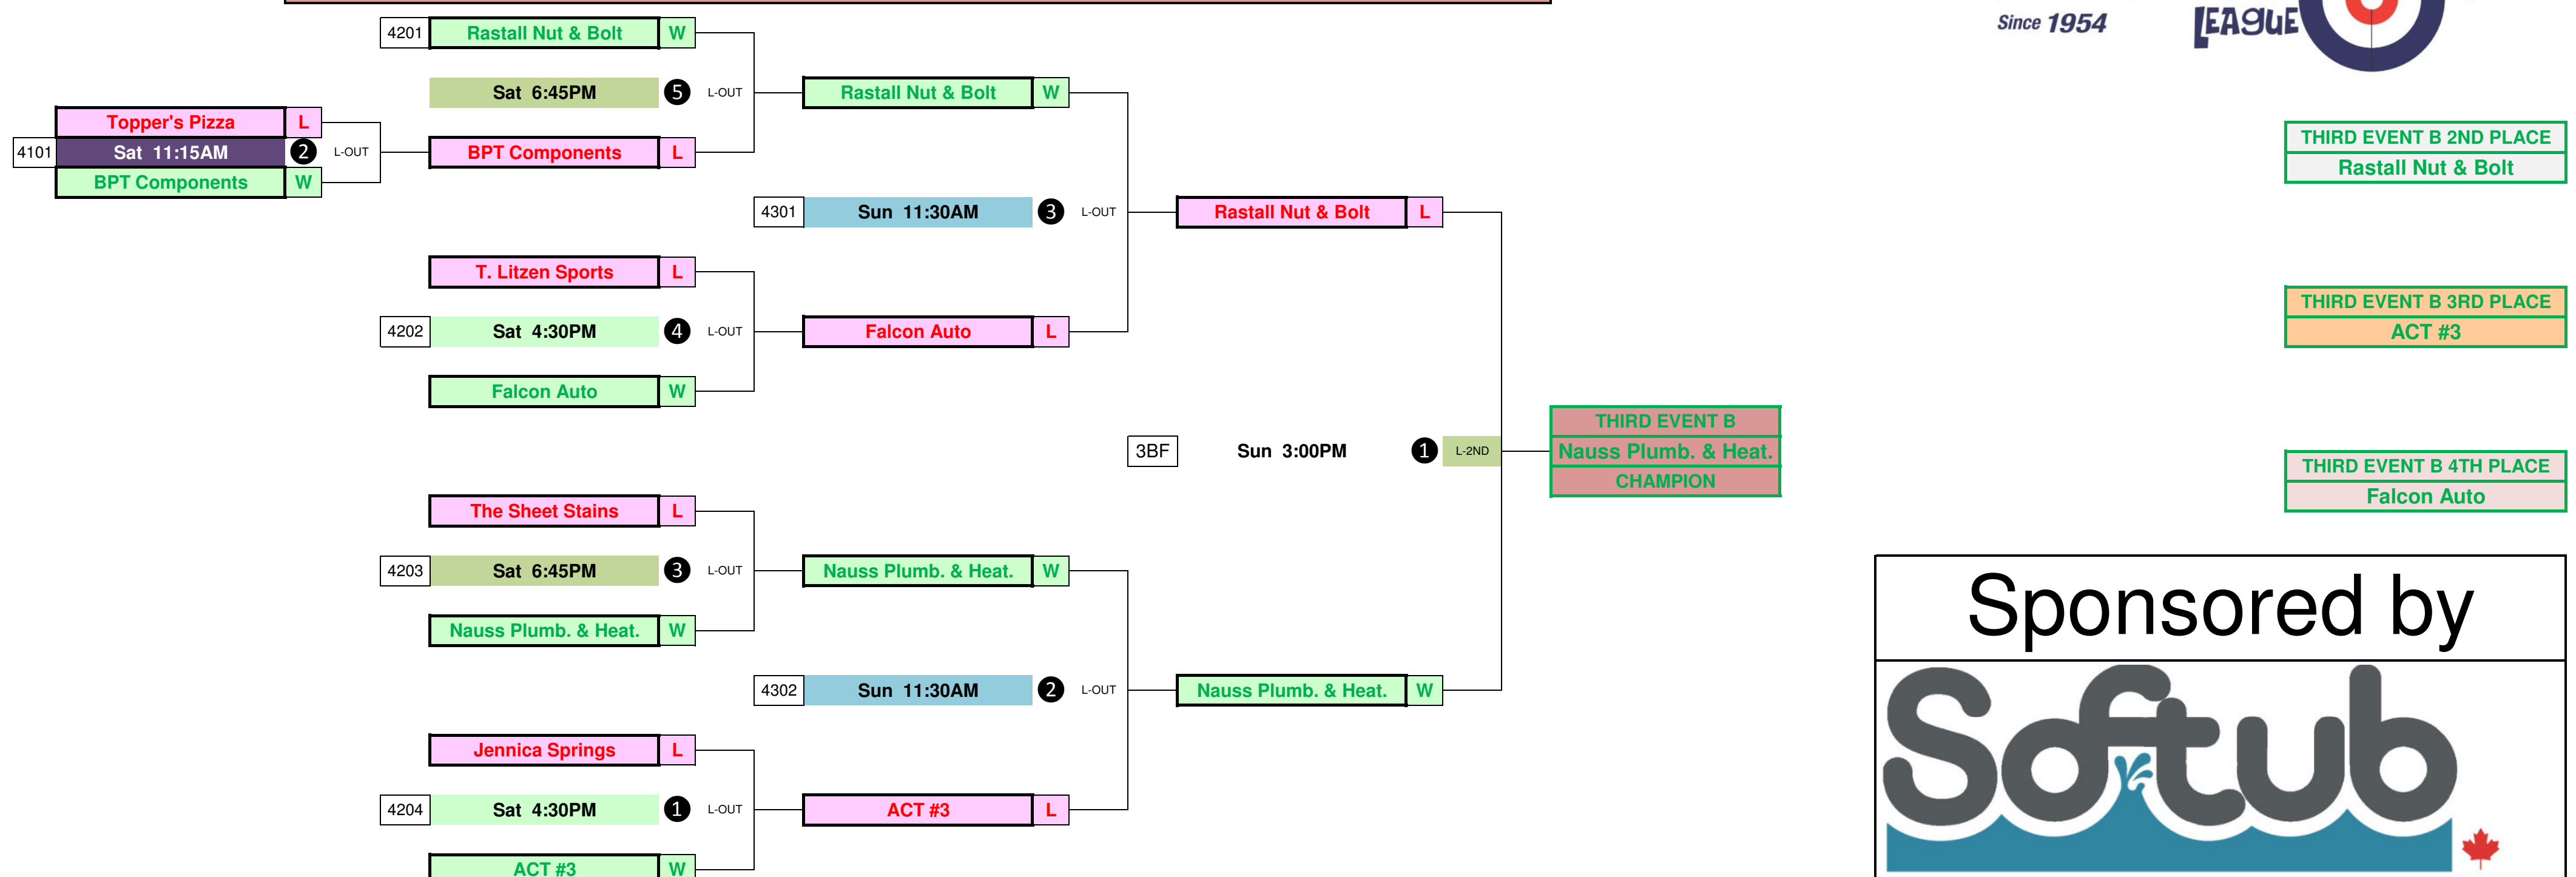 Since 1954
LEAGUE
4201 Rastall Nut & Bolt W
Sat 6:45PM 5 L-OUT
Rastall Nut & Bolt W
Topper's Pizza L
4101 Sat 11:15AM 2 L-OUT
BPT Components W
BPT Components L
4301 Sun 11:30AM 3 L-OUT
Rastall Nut & Bolt L
T. Litzen Sports L
4202 Sat 4:30PM 4 L-OUT
Falcon Auto L
Falcon Auto W
3BF Sun 3:00PM 1 L-2ND
THIRD EVENT B
Nauss Plumb. & Heat.
CHAMPION
The Sheet Stains L
4203 Sat 6:45PM 3 L-OUT
Nauss Plumb. & Heat. W
Nauss Plumb. & Heat. W
4302 Sun 11:30AM 2 L-OUT
Nauss Plumb. & Heat. W
Jennica Springs L
4204 Sat 4:30PM 1 L-OUT
ACT #3 L
ACT #3 W
THIRD EVENT B 2ND PLACE
Rastall Nut & Bolt
THIRD EVENT B 3RD PLACE
ACT #3
THIRD EVENT B 4TH PLACE
Falcon Auto
Sponsored by
Softub